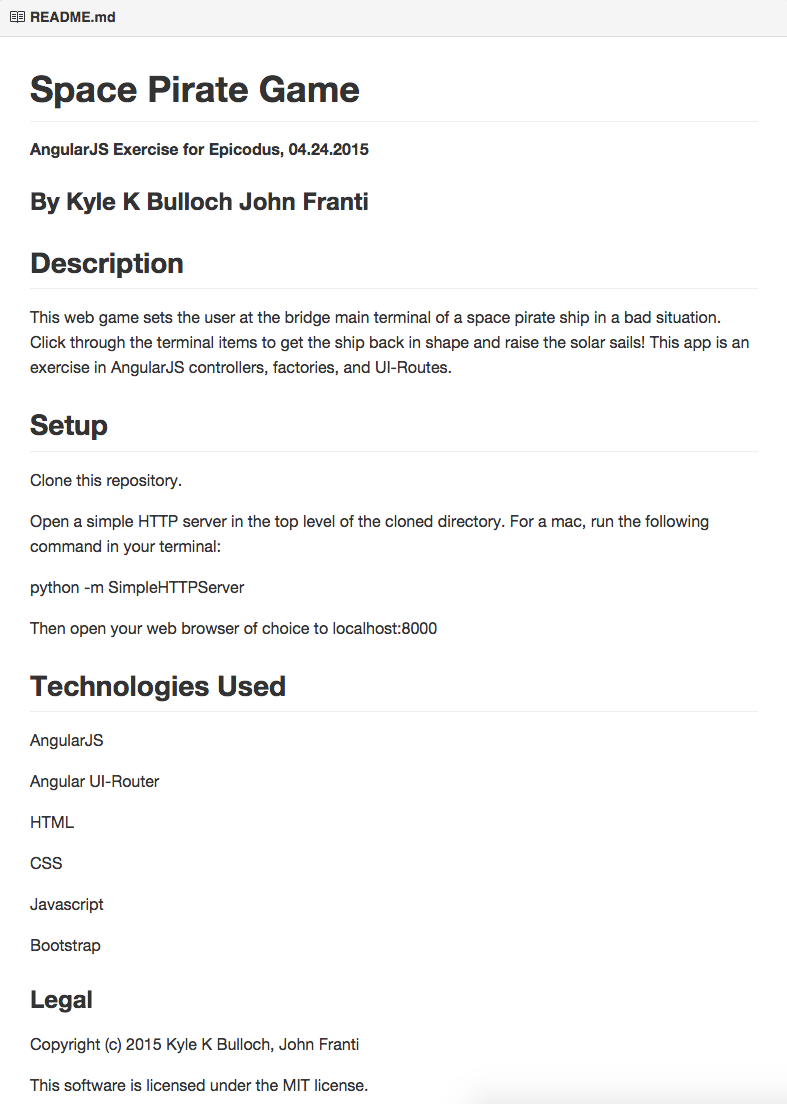 README.md
Space Pirate Game
AngularJS Exercise for Epicodus, 04.24.2015
By Kyle K Bulloch John Franti
Description
This web game sets the user at the bridge main terminal of a space pirate ship in a bad situation.
Click through the terminal items to get the ship back in shape and raise the solar sails! This app is an
exercise in AngularJS controllers, factories, and UI-Routes.
Setup
Clone this repository.
Open a simple HTTP server in the top level of the cloned directory. For a mac, run the following
command in your terminal:
python -m SimpleHTTPServer
Then open your web browser of choice to localhost:8000
Technologies Used
AngularJS
Angular UI-Router
HTML
CSS
Javascript
Bootstrap
Legal
Copyright (c) 2015 Kyle K Bulloch, John Franti
This software is licensed under the MIT license.